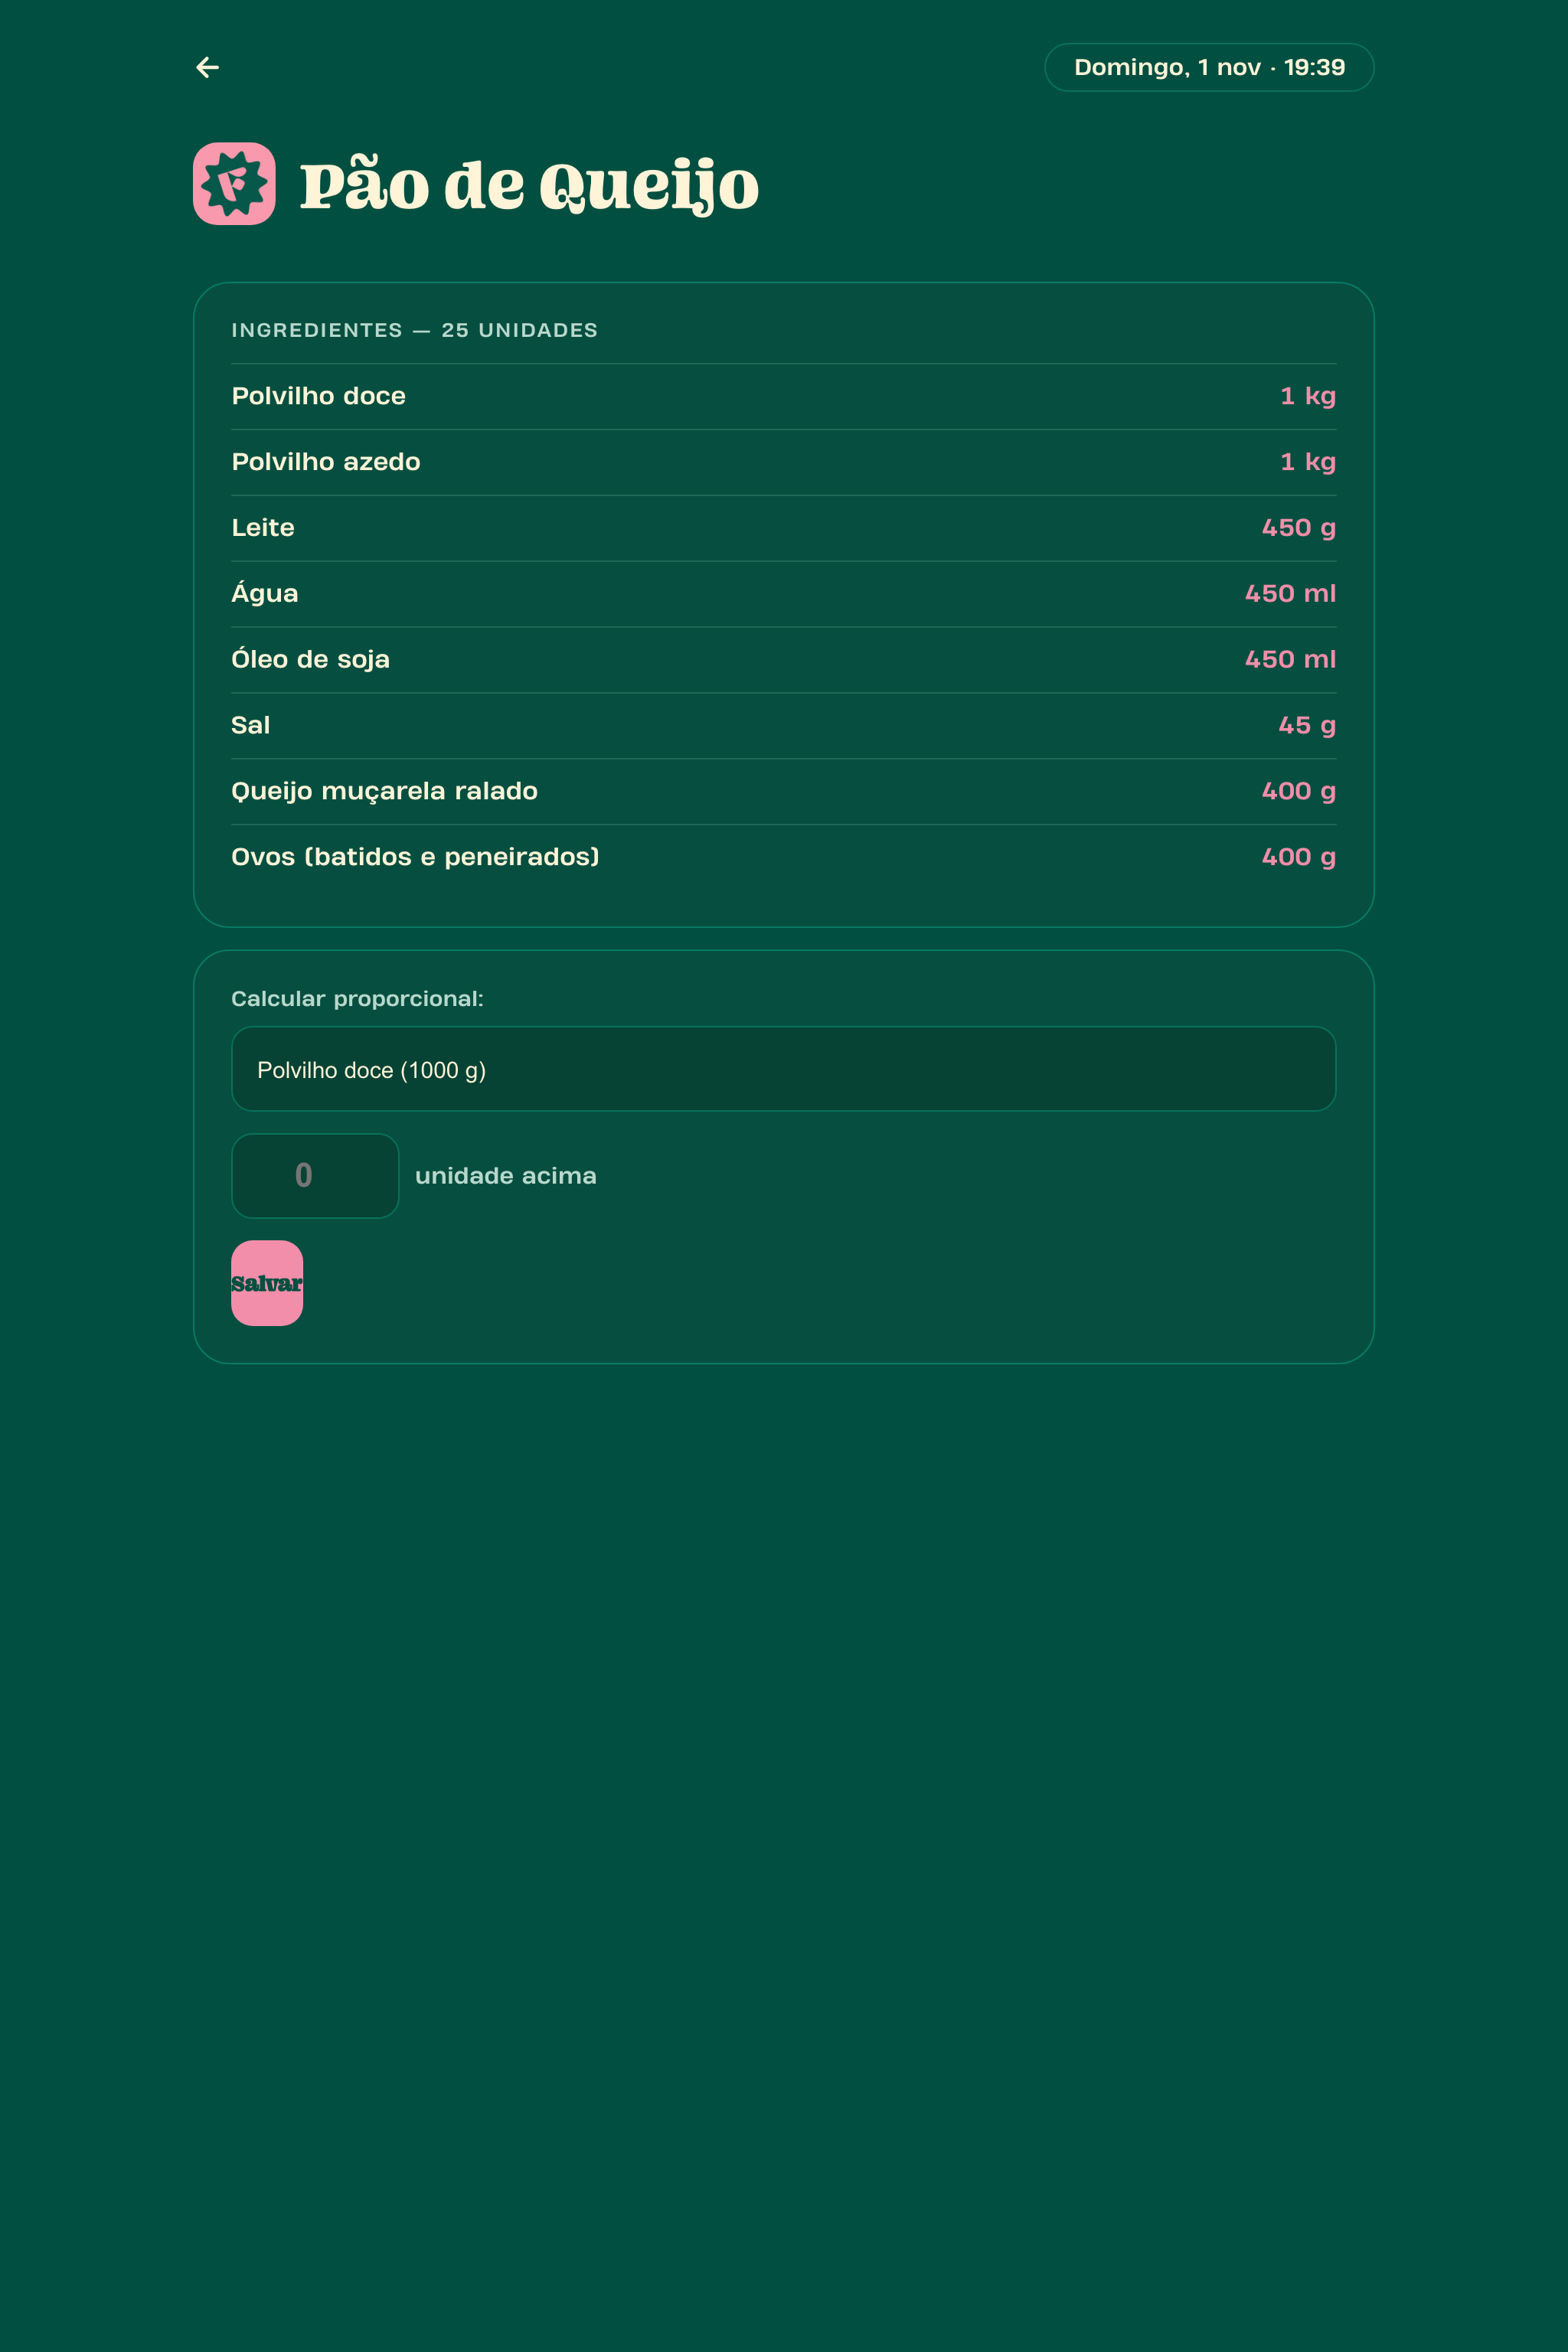 Domingo, 1 nov · 19:39
Pão de Queijo
INGREDIENTES — 25 UNIDADES
Polvilho doce 1 kg
Polvilho azedo 1 kg
Leite 450 g
Água 450 ml
Óleo de soja 450 ml
Sal 45 g
Queijo muçarela ralado 400 g
Ovos (batidos e peneirados) 400 g
Calcular proporcional:
Polvilho doce (1000 g)
0 unidade acima
Salvar